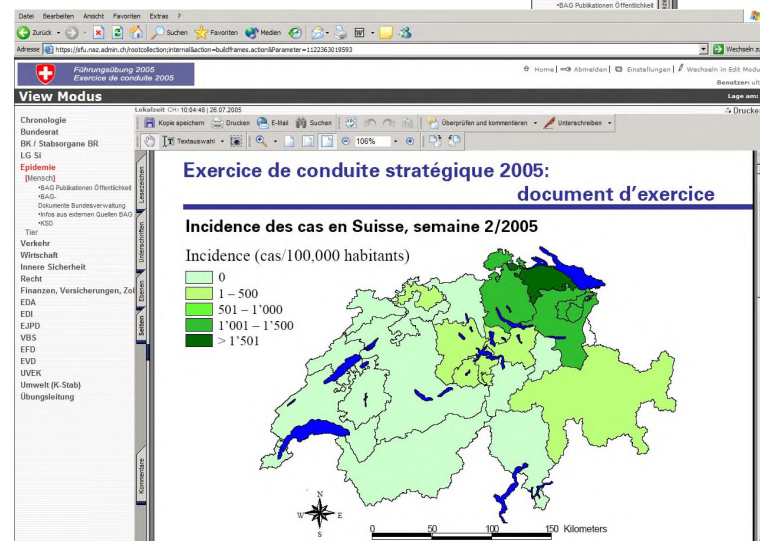 •BAG Publikationen Öffentlichkeit
Datei Bearbeiten Ansicht Favoriten Extras ?
Zurück Suchen Favoriten Medien
Adresse https://sfu.naz.admin.ch/rootcollection;internal&action=buildframes.action&Parameter=1122363019593 Wechseln zu
Führungsübung 2005
Exercice de conduite 2005
Home | Abmelden | Einstellungen | Wechseln in Edit Modu
Benutzer: ult
View Modus
Lage am:
Lokalzeit CH: 10:04:48 | 26.07.2005
Drucke
Kopie speichern Drucken E-Mail Suchen Überprüfen und kommentieren Unterschreiben
Textauswahl 106%
Chronologie
Bundesrat
BK / Stabsorgane BR
LG Si
Epidemie
[Mensch]
•BAG Publikationen Öffentlichkeit
•BAG-
Dokumente Bundesverwaltung
•Infos aus externen Quellen BAG
•KSD
Tier
Verkehr
Wirtschaft
Innere Sicherheit
Recht
Finanzen, Versicherungen, Zol
EDA
EDI
EJPD
VBS
EFD
EVD
UVEK
Umwelt (K-Stab)
Übungsleitung
Lesezeichen
Unterschriften
Ebenen
Seiten
Kommentare
Exercice de conduite stratégique 2005:
document d'exercice
Incidence des cas en Suisse, semaine 2/2005
Incidence (cas/100,000 habitants)
0
1 – 500
501 – 1'000
1'001 – 1'500
> 1'501
N
W E
S
0 50 100 150 Kilometers